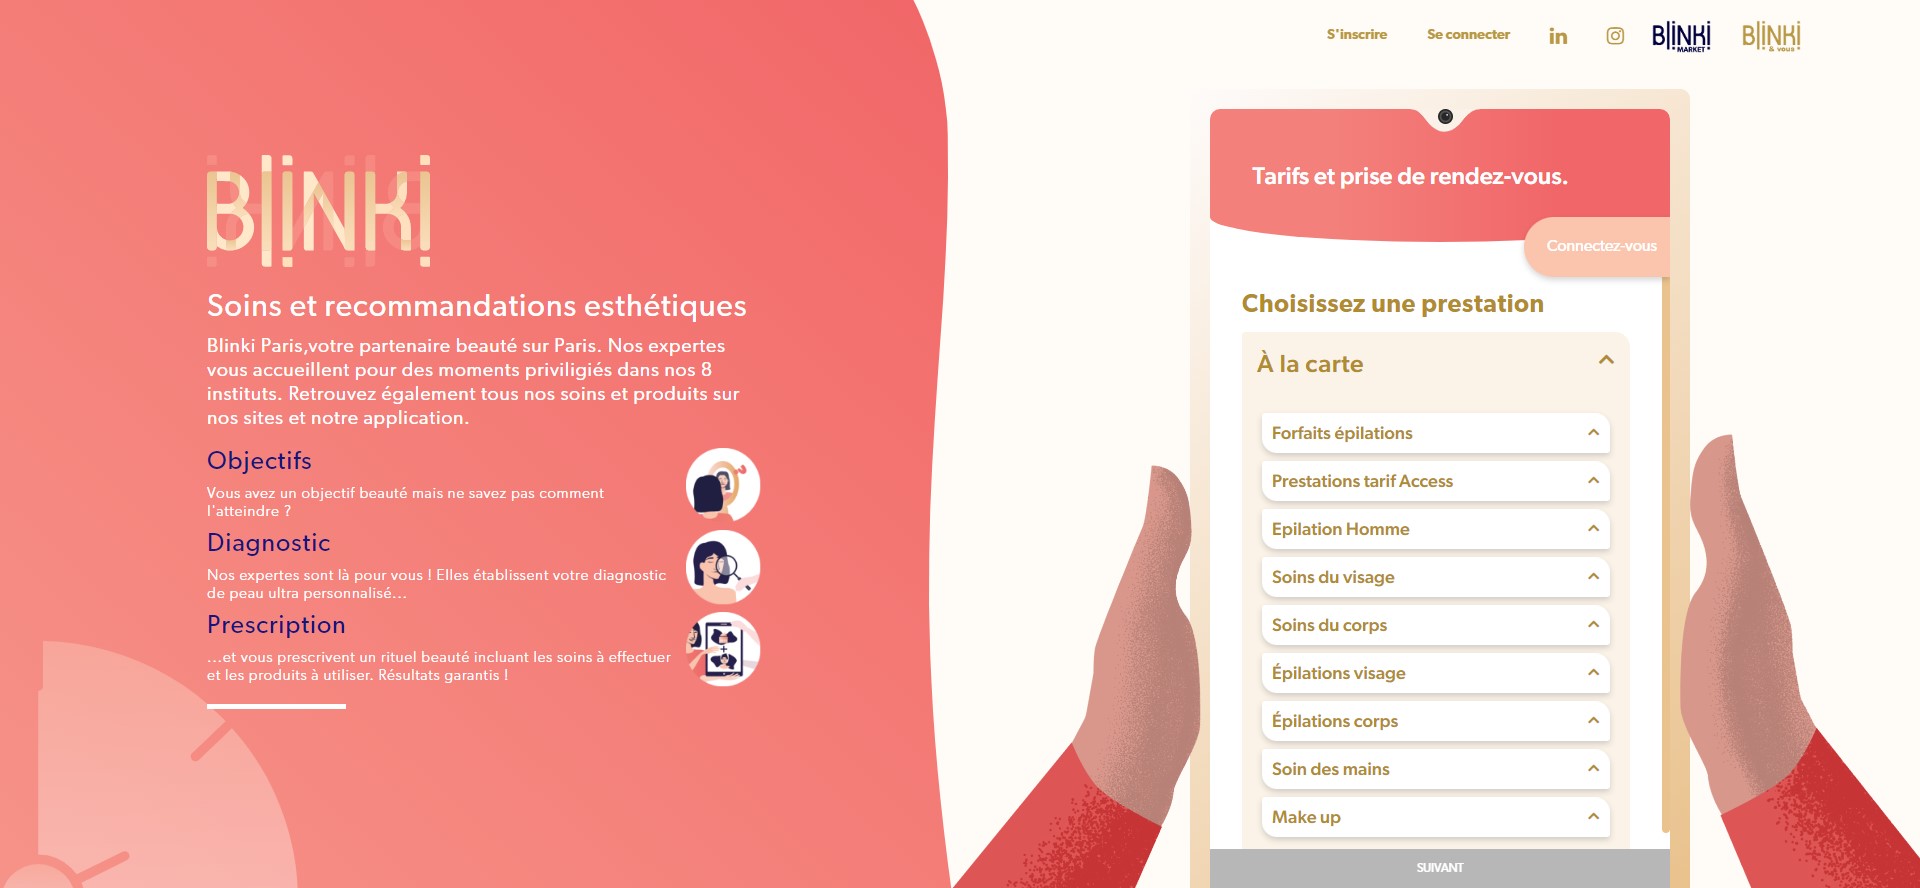 S'inscrire
Se connecter
in
BlINKi
MARKET
BlINKi
& vous
BlINKi
Soins et recommandations esthétiques
Blinki Paris,votre partenaire beauté sur Paris. Nos expertes
vous accueillent pour des moments priviligiés dans nos 8
instituts. Retrouvez également tous nos soins et produits sur
nos sites et notre application.
Objectifs
Vous avez un objectif beauté mais ne savez pas comment
l'atteindre ?
Diagnostic
Nos expertes sont là pour vous ! Elles établissent votre diagnostic
de peau ultra personnalisé...
Prescription
...et vous prescrivent un rituel beauté incluant les soins à effectuer
et les produits à utiliser. Résultats garantis !
Tarifs et prise de rendez-vous.
Connectez-vous
Choisissez une prestation
À la carte
Forfaits épilations
Prestations tarif Access
Epilation Homme
Soins du visage
Soins du corps
Épilations visage
Épilations corps
Soin des mains
Make up
SUIVANT